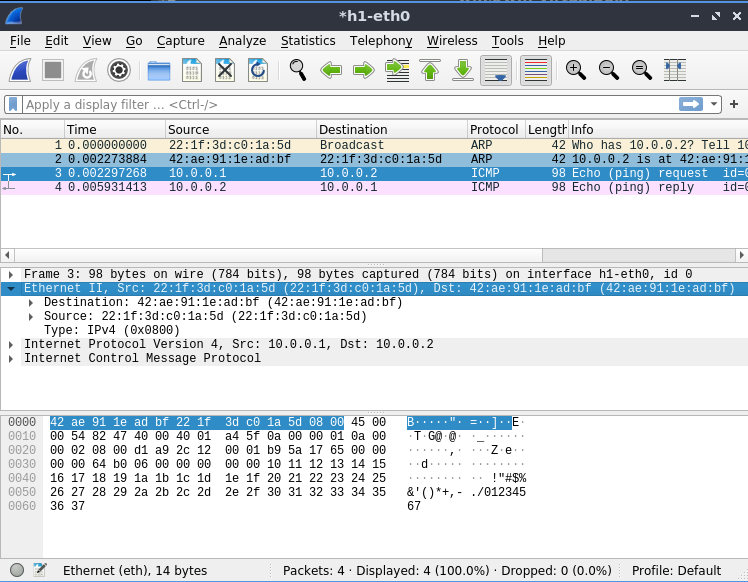 *h1-eth0
File Edit View Go Capture Analyze Statistics Telephony Wireless Tools Help
Apply a display filter ... <Ctrl-/>
No. Time Source Destination Protocol Length Info
1 0.000000000 22:1f:3d:c0:1a:5d Broadcast ARP 42 Who has 10.0.0.2? Tell 10
2 0.002273884 42:ae:91:1e:ad:bf 22:1f:3d:c0:1a:5d ARP 42 10.0.0.2 is at 42:ae:91:1
3 0.002297268 10.0.0.1 10.0.0.2 ICMP 98 Echo (ping) request id=0
4 0.005931413 10.0.0.2 10.0.0.1 ICMP 98 Echo (ping) reply id=0
Frame 3: 98 bytes on wire (784 bits), 98 bytes captured (784 bits) on interface h1-eth0, id 0
Ethernet II, Src: 22:1f:3d:c0:1a:5d (22:1f:3d:c0:1a:5d), Dst: 42:ae:91:1e:ad:bf (42:ae:91:1e:ad:bf)
Destination: 42:ae:91:1e:ad:bf (42:ae:91:1e:ad:bf)
Source: 22:1f:3d:c0:1a:5d (22:1f:3d:c0:1a:5d)
Type: IPv4 (0x0800)
Internet Protocol Version 4, Src: 10.0.0.1, Dst: 10.0.0.2
Internet Control Message Protocol
0000 42 ae 91 1e ad bf 22 1f 3d c0 1a 5d 08 00 45 00 B·····"· =··]··E·
0010 00 54 82 47 40 00 40 01 a4 5f 0a 00 00 01 0a 00 ·T·G@·@· ·_······
0020 00 02 08 00 d1 a9 2c 12 00 01 b9 5a 17 65 00 00 ······,· ···Z·e··
0030 00 00 64 b0 06 00 00 00 00 00 10 11 12 13 14 15 ··d····· ········
0040 16 17 18 19 1a 1b 1c 1d 1e 1f 20 21 22 23 24 25 ········ ·· !"#$%
0050 26 27 28 29 2a 2b 2c 2d 2e 2f 30 31 32 33 34 35 &'()*+,- ./012345
0060 36 37 67
Ethernet (eth), 14 bytes Packets: 4 · Displayed: 4 (100.0%) · Dropped: 0 (0.0%) Profile: Default